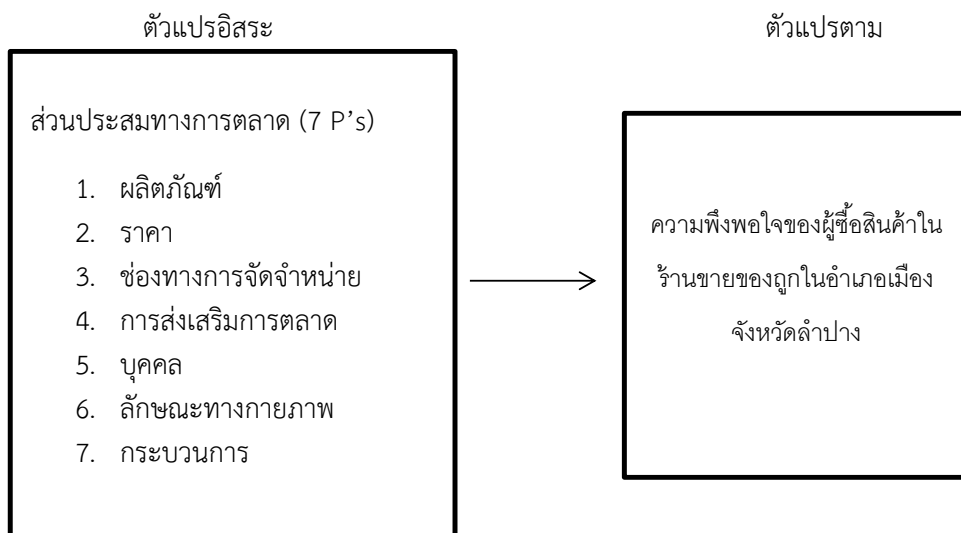 ตัวแปรอิสระ
ตัวแปรตาม
ส่วนประสมทางการตลาด (7 P’s)
1. ผลิตภัณฑ์
2. ราคา
3. ช่องทางการจัดจำหน่าย
4. การส่งเสริมการตลาด
5. บุคคล
6. ลักษณะทางกายภาพ
7. กระบวนการ
ความพึงพอใจของผู้ซื้อสินค้าใน
ร้านขายของถูกในอำเภอเมือง
จังหวัดลำปาง